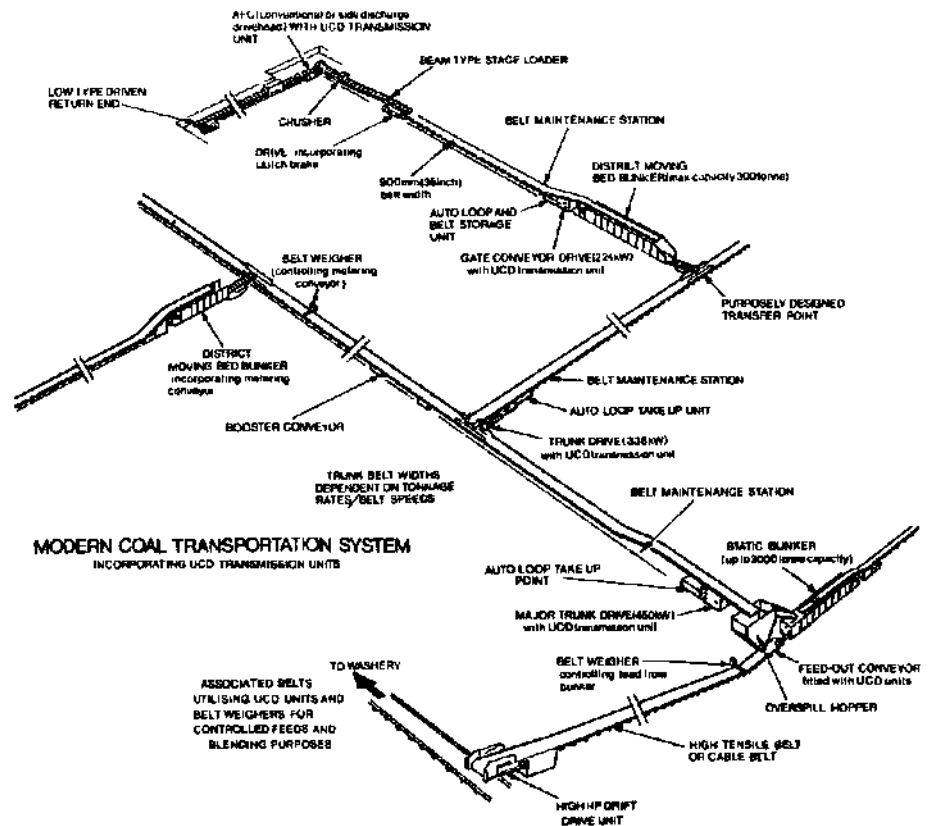 AFC (conventional or side discharge
drivehead) WITH UCD TRANSMISSION
UNIT
BEAM TYPE STAGE LOADER
LOW TYPE DRIVEN
RETURN END
CRUSHER
BELT MAINTENANCE STATION
DRIVE incorporating
clutch brake
DISTRICT MOVING
BED BUNKER(max capacity 300tonne)
900mm(36inch)
belt width
AUTO LOOP AND
BELT STORAGE
UNIT
GATE CONVEYOR DRIVE(224kW)
with UCD transmission unit
BELT WEIGHER
(controlling metering
conveyor)
PURPOSELY DESIGNED
TRANSFER POINT
DISTRICT
MOVING BED BUNKER
incorporating metering
conveyor
BELT MAINTENANCE STATION
AUTO LOOP TAKE UP UNIT
BOOSTER CONVEYOR
TRUNK DRIVE(336kW)
with UCD transmission unit
TRUNK BELT WIDTHS
DEPENDENT ON TONNAGE
RATES/BELT SPEEDS
BELT MAINTENANCE STATION
MODERN COAL TRANSPORTATION SYSTEM
INCORPORATING UCD TRANSMISSION UNITS
STATIC BUNKER
(up to 2000 tonne capacity)
AUTO LOOP TAKE UP
POINT
MAJOR TRUNK DRIVE(450kW)
with UCD transmission unit
TO WASHERY
BELT WEIGHER
controlling feed from
bunker
FEED-OUT CONVEYOR
fitted with UCD units
ASSOCIATED BELTS
UTILISING UCD UNITS AND
BELT WEIGHERS FOR
CONTROLLED FEEDS AND
BLENDING PURPOSES
OVERSPILL HOPPER
HIGH TENSILE BELT
OR CABLE BELT
HIGH HP DRIFT
DRIVE UNIT